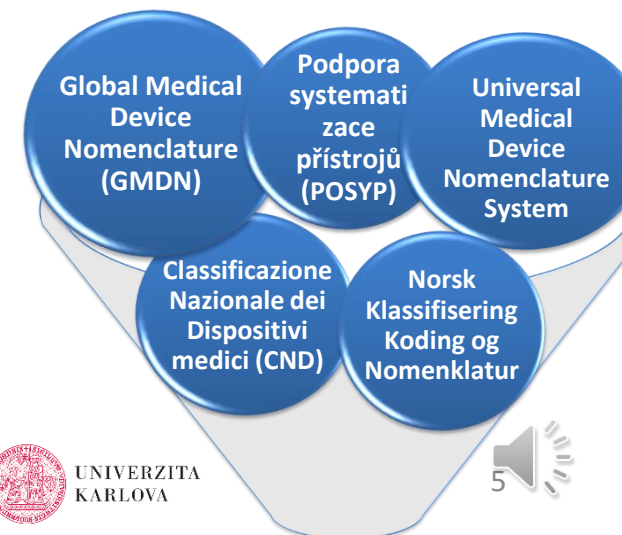 Global Medical
Device
Nomenclature
(GMDN)
Podpora
systemati
zace
přístrojů
(POSYP)
Universal
Medical
Device
Nomenclature
System
Classificazione
Nazionale dei
Dispositivi
medici (CND)
Norsk
Klassifisering
Koding og
Nomenklatur
UNIVERZITA
KARLOVA
5